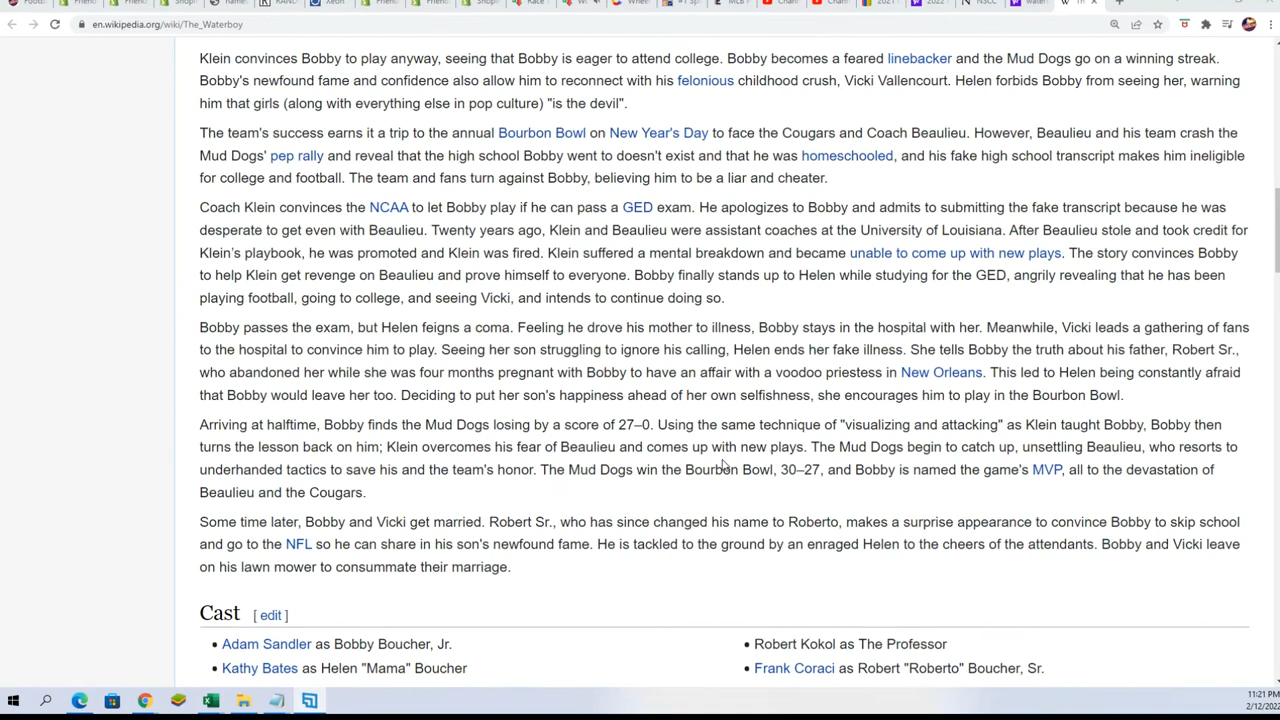 Friend
Friend
Shop
Xeon
Friend
Friend
Shop
Race
Whee
#1 Sp
MLB
Chann
Chann
2021
2022
NSCC
water
en.wikipedia.org/wiki/The_Waterboy
Klein convinces Bobby to play anyway, seeing that Bobby is eager to attend college. Bobby becomes a feared linebacker and the Mud Dogs go on a winning streak.
Bobby's newfound fame and confidence also allow him to reconnect with his felonious childhood crush, Vicki Vallencourt. Helen forbids Bobby from seeing her, warning
him that girls (along with everything else in pop culture) "is the devil".
The team's success earns it a trip to the annual Bourbon Bowl on New Year's Day to face the Cougars and Coach Beaulieu. However, Beaulieu and his team crash the
Mud Dogs' pep rally and reveal that the high school Bobby went to doesn't exist and that he was homeschooled, and his fake high school transcript makes him ineligible
for college and football. The team and fans turn against Bobby, believing him to be a liar and cheater.
Coach Klein convinces the NCAA to let Bobby play if he can pass a GED exam. He apologizes to Bobby and admits to submitting the fake transcript because he was
desperate to get even with Beaulieu. Twenty years ago, Klein and Beaulieu were assistant coaches at the University of Louisiana. After Beaulieu stole and took credit for
Klein's playbook, he was promoted and Klein was fired. Klein suffered a mental breakdown and became unable to come up with new plays. The story convinces Bobby
to help Klein get revenge on Beaulieu and prove himself to everyone. Bobby finally stands up to Helen while studying for the GED, angrily revealing that he has been
playing football, going to college, and seeing Vicki, and intends to continue doing so.
Bobby passes the exam, but Helen feigns a coma. Feeling he drove his mother to illness, Bobby stays in the hospital with her. Meanwhile, Vicki leads a gathering of fans
to the hospital to convince him to play. Seeing her son struggling to ignore his calling, Helen ends her fake illness. She tells Bobby the truth about his father, Robert Sr.,
who abandoned her while she was four months pregnant with Bobby to have an affair with a voodoo priestess in New Orleans. This led to Helen being constantly afraid
that Bobby would leave her too. Deciding to put her son's happiness ahead of her own selfishness, she encourages him to play in the Bourbon Bowl.
Arriving at halftime, Bobby finds the Mud Dogs losing by a score of 27–0. Using the same technique of "visualizing and attacking" as Klein taught Bobby, Bobby then
turns the lesson back on him; Klein overcomes his fear of Beaulieu and comes up with new plays. The Mud Dogs begin to catch up, unsettling Beaulieu, who resorts to
underhanded tactics to save his and the team's honor. The Mud Dogs win the Bourbon Bowl, 30–27, and Bobby is named the game's MVP, all to the devastation of
Beaulieu and the Cougars.
Some time later, Bobby and Vicki get married. Robert Sr., who has since changed his name to Roberto, makes a surprise appearance to convince Bobby to skip school
and go to the NFL so he can share in his son's newfound fame. He is tackled to the ground by an enraged Helen to the cheers of the attendants. Bobby and Vicki leave
on his lawn mower to consummate their marriage.
Cast [ edit ]
• Adam Sandler as Bobby Boucher, Jr.
• Kathy Bates as Helen "Mama" Boucher
• Robert Kokol as The Professor
• Frank Coraci as Robert "Roberto" Boucher, Sr.
11:21 PM
2/12/2022